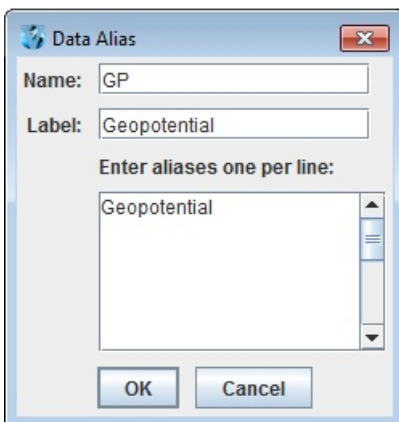 Data Alias
Name: GP
Label: Geopotential
Enter aliases one per line:
Geopotential
OK Cancel